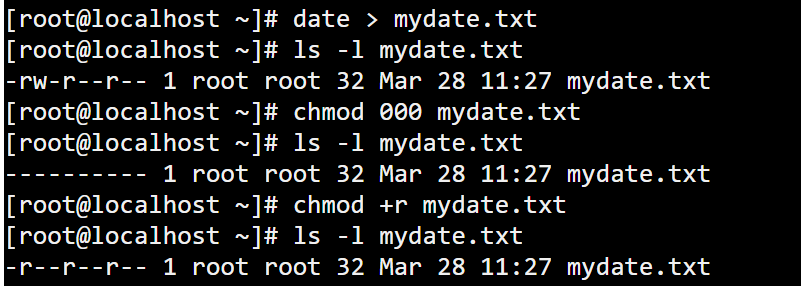 [root@localhost ~]# date > mydate.txt
[root@localhost ~]# ls -l mydate.txt
-rw-r--r-- 1 root root 32 Mar 28 11:27 mydate.txt
[root@localhost ~]# chmod 000 mydate.txt
[root@localhost ~]# ls -l mydate.txt
---------- 1 root root 32 Mar 28 11:27 mydate.txt
[root@localhost ~]# chmod +r mydate.txt
[root@localhost ~]# ls -l mydate.txt
-r--r--r-- 1 root root 32 Mar 28 11:27 mydate.txt